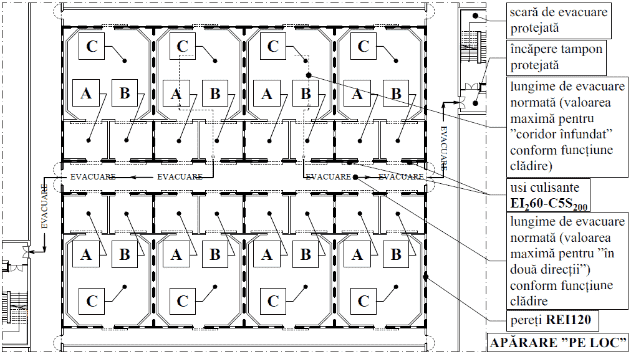 C C C C
A B A B A B A B
EVACUARE EVACUARE EVACUARE EVACUARE
EVACUARE
EVACUARE
A B A B A B A B
C C C C
scară de evacuare
protejată
încăpere tampon
protejată
lungime de evacuare
normată (valoarea
maximă pentru
"coridor înfundat"
conform funcțiune
clădire)
usi culisante
EI₂60-C5S₂₀₀
lungime de evacuare
normată (valoarea
maximă pentru "în
două direcții")
conform funcțiune
clădire
pereți REI120
APĂRARE "PE LOC"